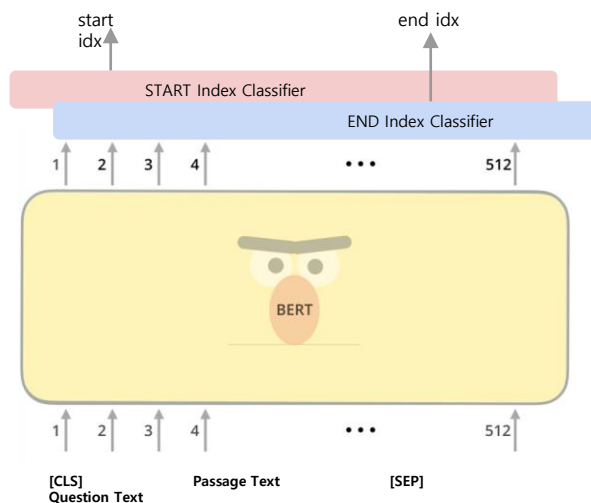 start
idx
end idx
START Index Classifier
END Index Classifier
1 2 3 4 ••• 512
BERT
1 2 3 4 ••• 512
[CLS] Passage Text [SEP]
Question Text